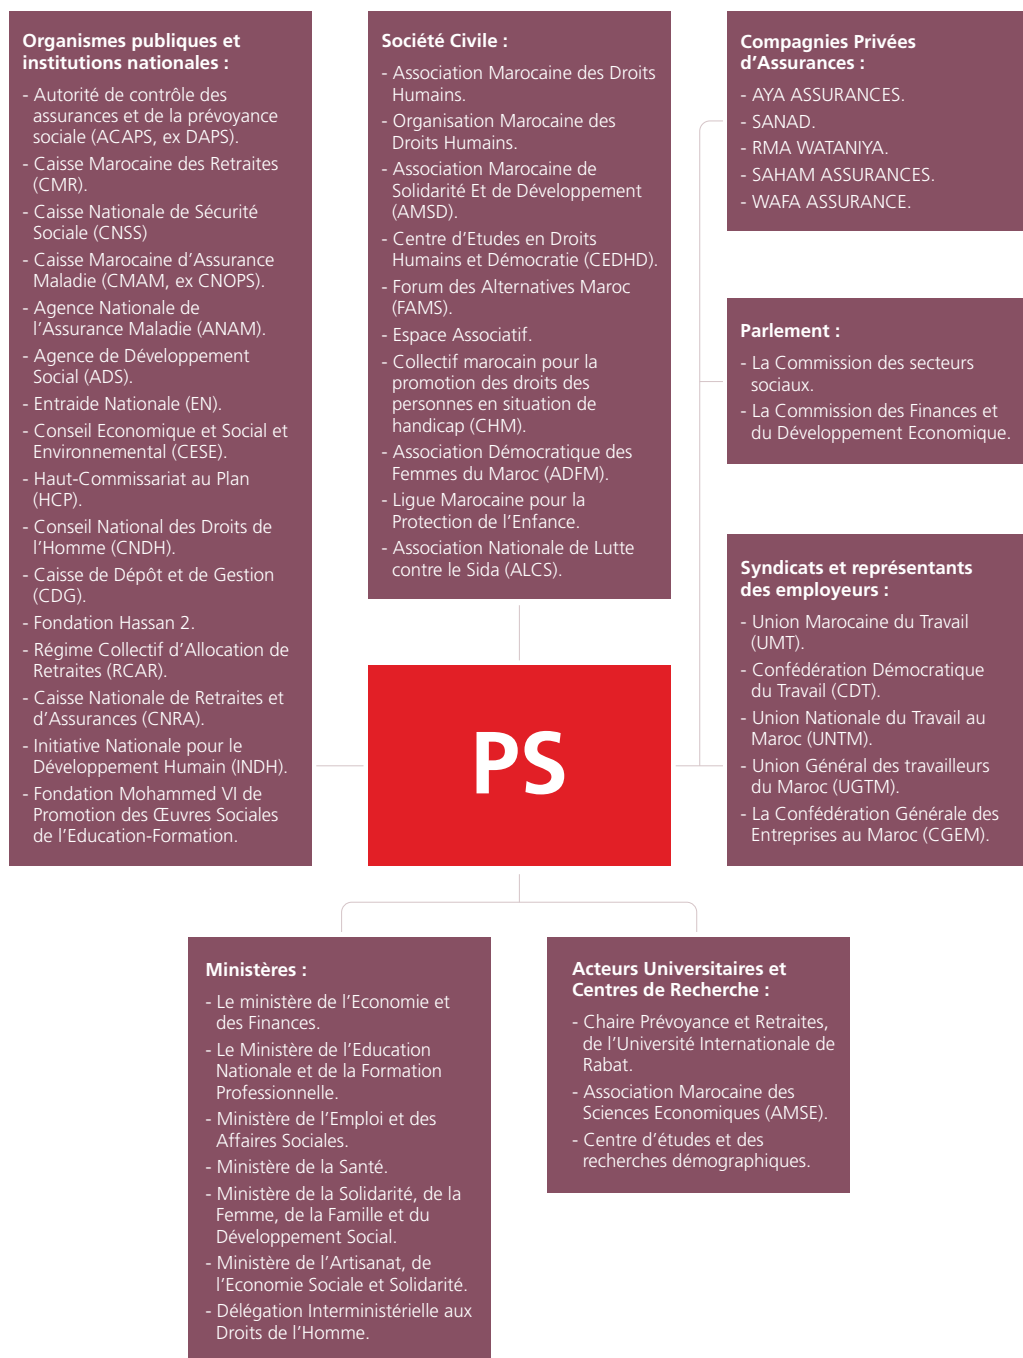 Organismes publiques et
institutions nationales :
- Autorité de contrôle des
assurances et de la prévoyance
sociale (ACAPS, ex DAPS).
- Caisse Marocaine des Retraites
(CMR).
- Caisse Nationale de Sécurité
Sociale (CNSS)
- Caisse Marocaine d’Assurance
Maladie (CMAM, ex CNOPS).
- Agence Nationale de
l’Assurance Maladie (ANAM).
- Agence de Développement
Social (ADS).
- Entraide Nationale (EN).
- Conseil Economique et Social et
Environnemental (CESE).
- Haut-Commissariat au Plan
(HCP).
- Conseil National des Droits de
l’Homme (CNDH).
- Caisse de Dépôt et de Gestion
(CDG).
- Fondation Hassan 2.
- Régime Collectif d’Allocation de
Retraites (RCAR).
- Caisse Nationale de Retraites et
d’Assurances (CNRA).
- Initiative Nationale pour le
Développement Humain (INDH).
- Fondation Mohammed VI de
Promotion des Œuvres Sociales
de l’Education-Formation.
Société Civile :
- Association Marocaine des Droits
Humains.
- Organisation Marocaine des
Droits Humains.
- Association Marocaine de
Solidarité Et de Développement
(AMSD).
- Centre d’Etudes en Droits
Humains et Démocratie (CEDHD).
- Forum des Alternatives Maroc
(FAMS).
- Espace Associatif.
- Collectif marocain pour la
promotion des droits des
personnes en situation de
handicap (CHM).
- Association Démocratique des
Femmes du Maroc (ADFM).
- Ligue Marocaine pour la
Protection de l’Enfance.
- Association Nationale de Lutte
contre le Sida (ALCS).
Compagnies Privées
d’Assurances :
- AYA ASSURANCES.
- SANAD.
- RMA WATANIYA.
- SAHAM ASSURANCES.
- WAFA ASSURANCE.
Parlement :
- La Commission des secteurs
sociaux.
- La Commission des Finances et
du Développement Economique.
Syndicats et représentants
des employeurs :
- Union Marocaine du Travail
(UMT).
- Confédération Démocratique
du Travail (CDT).
- Union Nationale du Travail au
Maroc (UNTM).
- Union Général des travailleurs
du Maroc (UGTM).
- La Confédération Générale des
Entreprises au Maroc (CGEM).
PS
Ministères :
- Le ministère de l’Economie et
des Finances.
- Le Ministère de l’Education
Nationale et de la Formation
Professionnelle.
- Ministère de l’Emploi et des
Affaires Sociales.
- Ministère de la Santé.
- Ministère de la Solidarité, de la
Femme, de la Famille et du
Développement Social.
- Ministère de l’Artisanat, de
l’Economie Sociale et Solidarité.
- Délégation Interministérielle aux
Droits de l’Homme.
Acteurs Universitaires et
Centres de Recherche :
- Chaire Prévoyance et Retraites,
de l’Université Internationale de
Rabat.
- Association Marocaine des
Sciences Economiques (AMSE).
- Centre d’études et des
recherches démographiques.